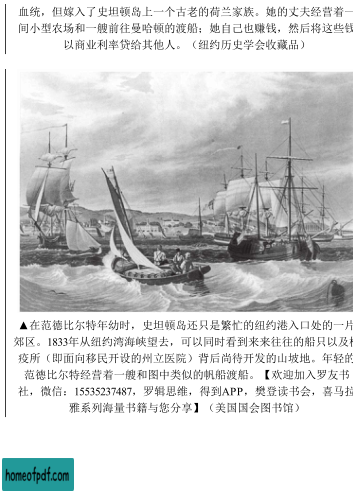 血统，但嫁入了史坦顿岛上一个古老的荷兰家族。她的丈夫经营着一
间小型农场和一艘前往曼哈顿的渡船；她自己也赚钱，然后将这些钱
以商业利率贷给其他人。（纽约历史学会收藏品）
▲在范德比尔特年幼时，史坦顿岛还只是繁忙的纽约港入口处的一片
郊区。1833年从纽约湾海峡望去，可以同时看到来来往往的船只以及
疫所（即面向移民开设的州立医院）背后尚待开发的山坡地。年轻的
范德比尔特经营着一艘和图中类似的帆船渡船。【欢迎加入罗友书
社，微信：15535237487，罗辑思维，得到APP，樊登读书会，喜马拉
雅系列海量书籍与您分享】（美国国会图书馆）
homeofpdf.com